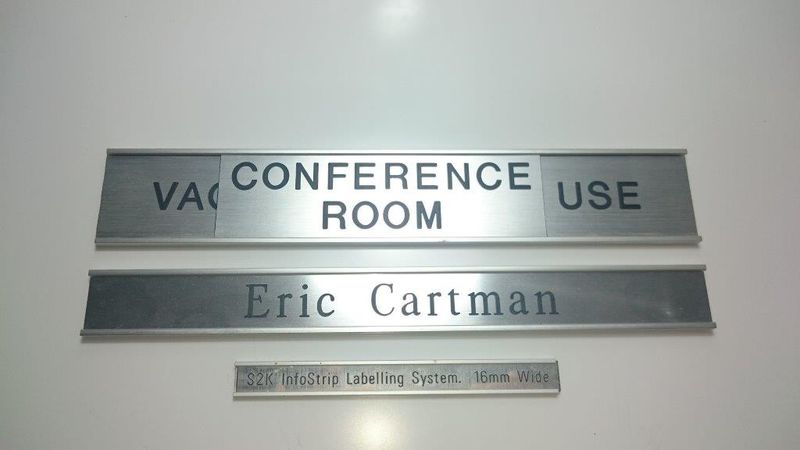 VAC CONFERENCE USE
ROOM
Eric Cartman
S2K InfoStrip Labelling System. 16mm Wide